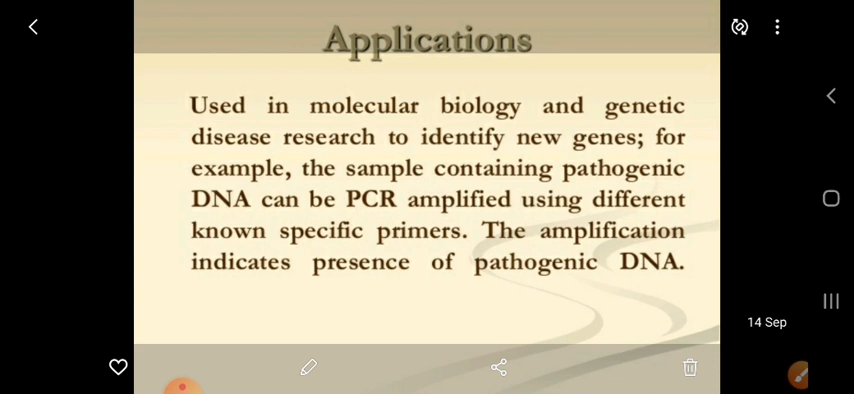 Applications
Used in molecular biology and genetic
disease research to identify new genes; for
example, the sample containing pathogenic
DNA can be PCR amplified using different
known specific primers. The amplification
indicates presence of pathogenic DNA.
14 Sep